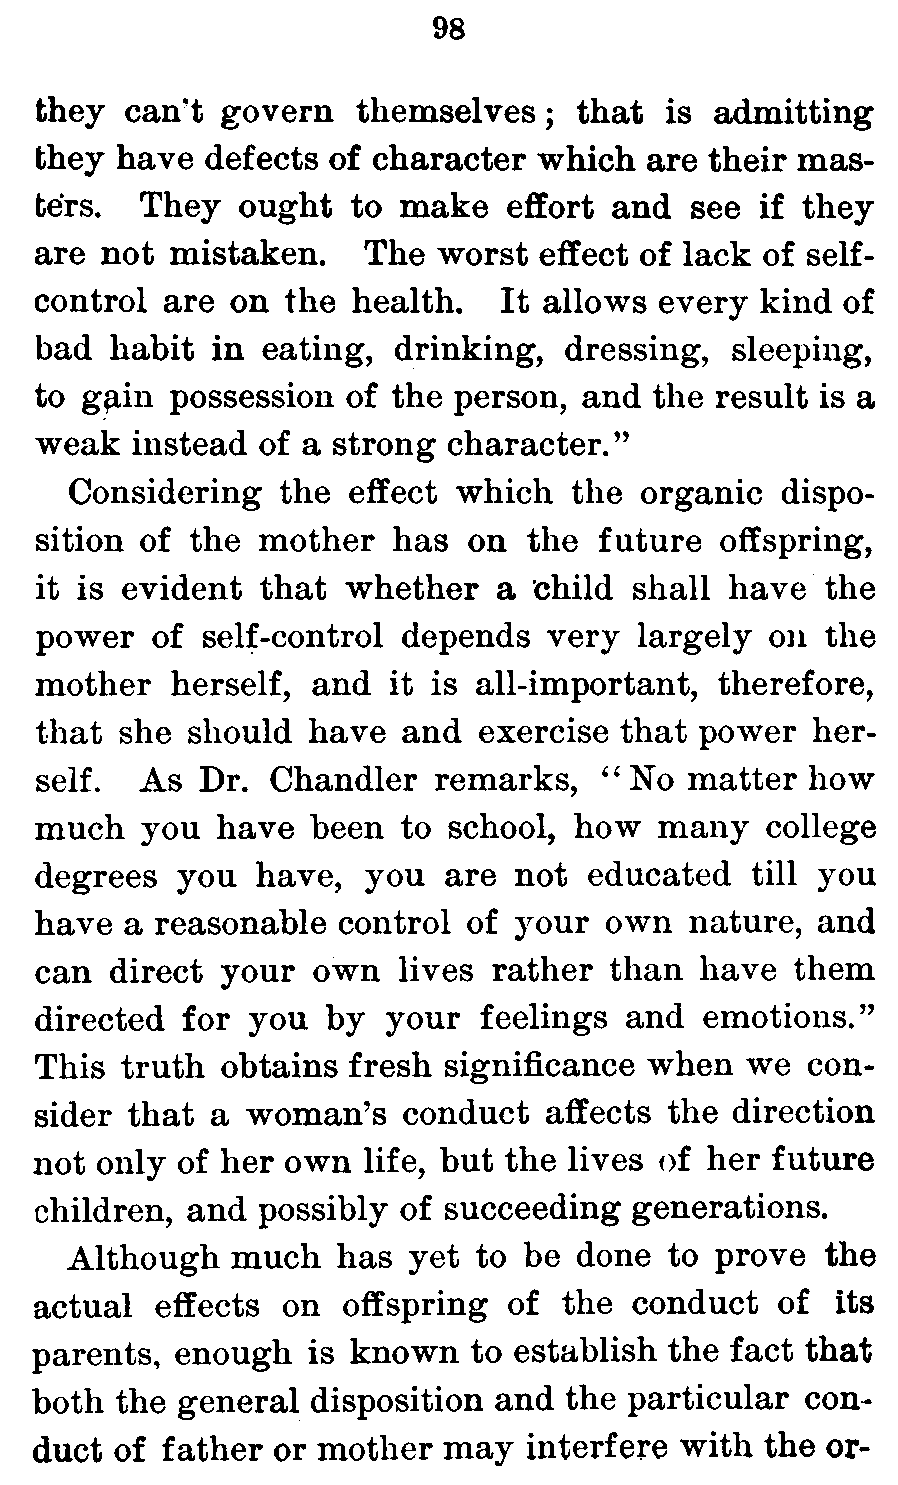 98
they can't govern themselves; that is admitting
they have defects of character which are their mas-
ters. They ought to make effort and see if they
are not mistaken. The worst effect of lack of self-
control are on the health. It allows every kind of
bad habit in eating, drinking, dressing, sleeping,
to gain possession of the person, and the result is a
weak instead of a strong character."
Considering the effect which the organic dispo-
sition of the mother has on the future offspring,
it is evident that whether a child shall have the
power of self-control depends very largely on the
mother herself, and it is all-important, therefore,
that she should have and exercise that power her-
self. As Dr. Chandler remarks, "No matter how
much you have been to school, how many college
degrees you have, you are not educated till you
have a reasonable control of your own nature, and
can direct your own lives rather than have them
directed for you by your feelings and emotions."
This truth obtains fresh significance when we con-
sider that a woman's conduct affects the direction
not only of her own life, but the lives of her future
children, and possibly of succeeding generations.
Although much has yet to be done to prove the
actual effects on offspring of the conduct of its
parents, enough is known to establish the fact that
both the general disposition and the particular con-
duct of father or mother may interfere with the or-